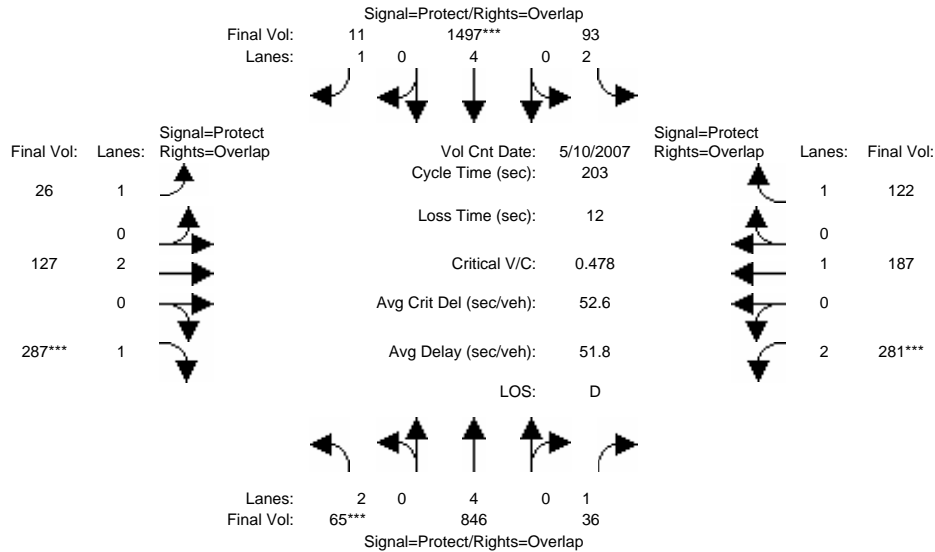 Signal=Protect/Rights=Overlap
Final Vol: 11 1497*** 93
Lanes: 1 0 4 0 2
Signal=Protect Signal=Protect
Final Vol: Lanes: Rights=Overlap Vol Cnt Date: 5/10/2007 Rights=Overlap Lanes: Final Vol:
Cycle Time (sec): 203
26 1 1 122
Loss Time (sec): 12
0 0
127 2 Critical V/C: 0.478 1 187
0 Avg Crit Del (sec/veh): 52.6 0
287*** 1 Avg Delay (sec/veh): 51.8 2 281***
LOS: D
Lanes: 2 0 4 0 1
Final Vol: 65*** 846 36
Signal=Protect/Rights=Overlap